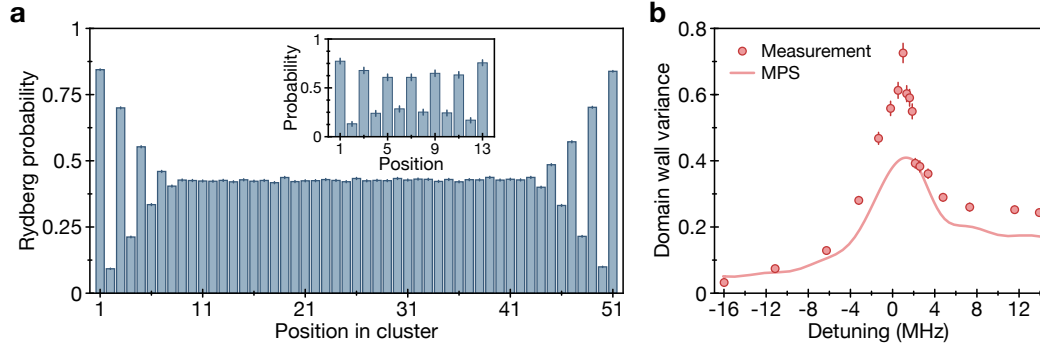 a
Rydberg probability
1
0.75
0.5
0.25
0
1 11 21 31 41 51
Position in cluster
Probability
1
0.5
0
1 5 9 13
Position
b
Domain wall variance
0.8
0.6
0.4
0.2
0
Measurement
MPS
-16 -12 -8 -4 0 4 8 12
Detuning (MHz)